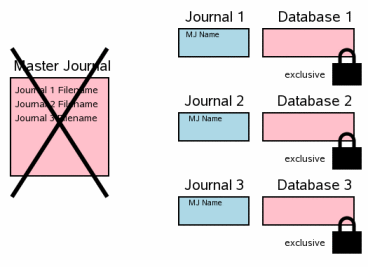 Master Journal
Journal 1 Filename
Journal 2 Filename
Journal 3 Filename
Journal 1 Database 1
MJ Name
exclusive
Journal 2 Database 2
MJ Name
exclusive
Journal 3 Database 3
MJ Name
exclusive